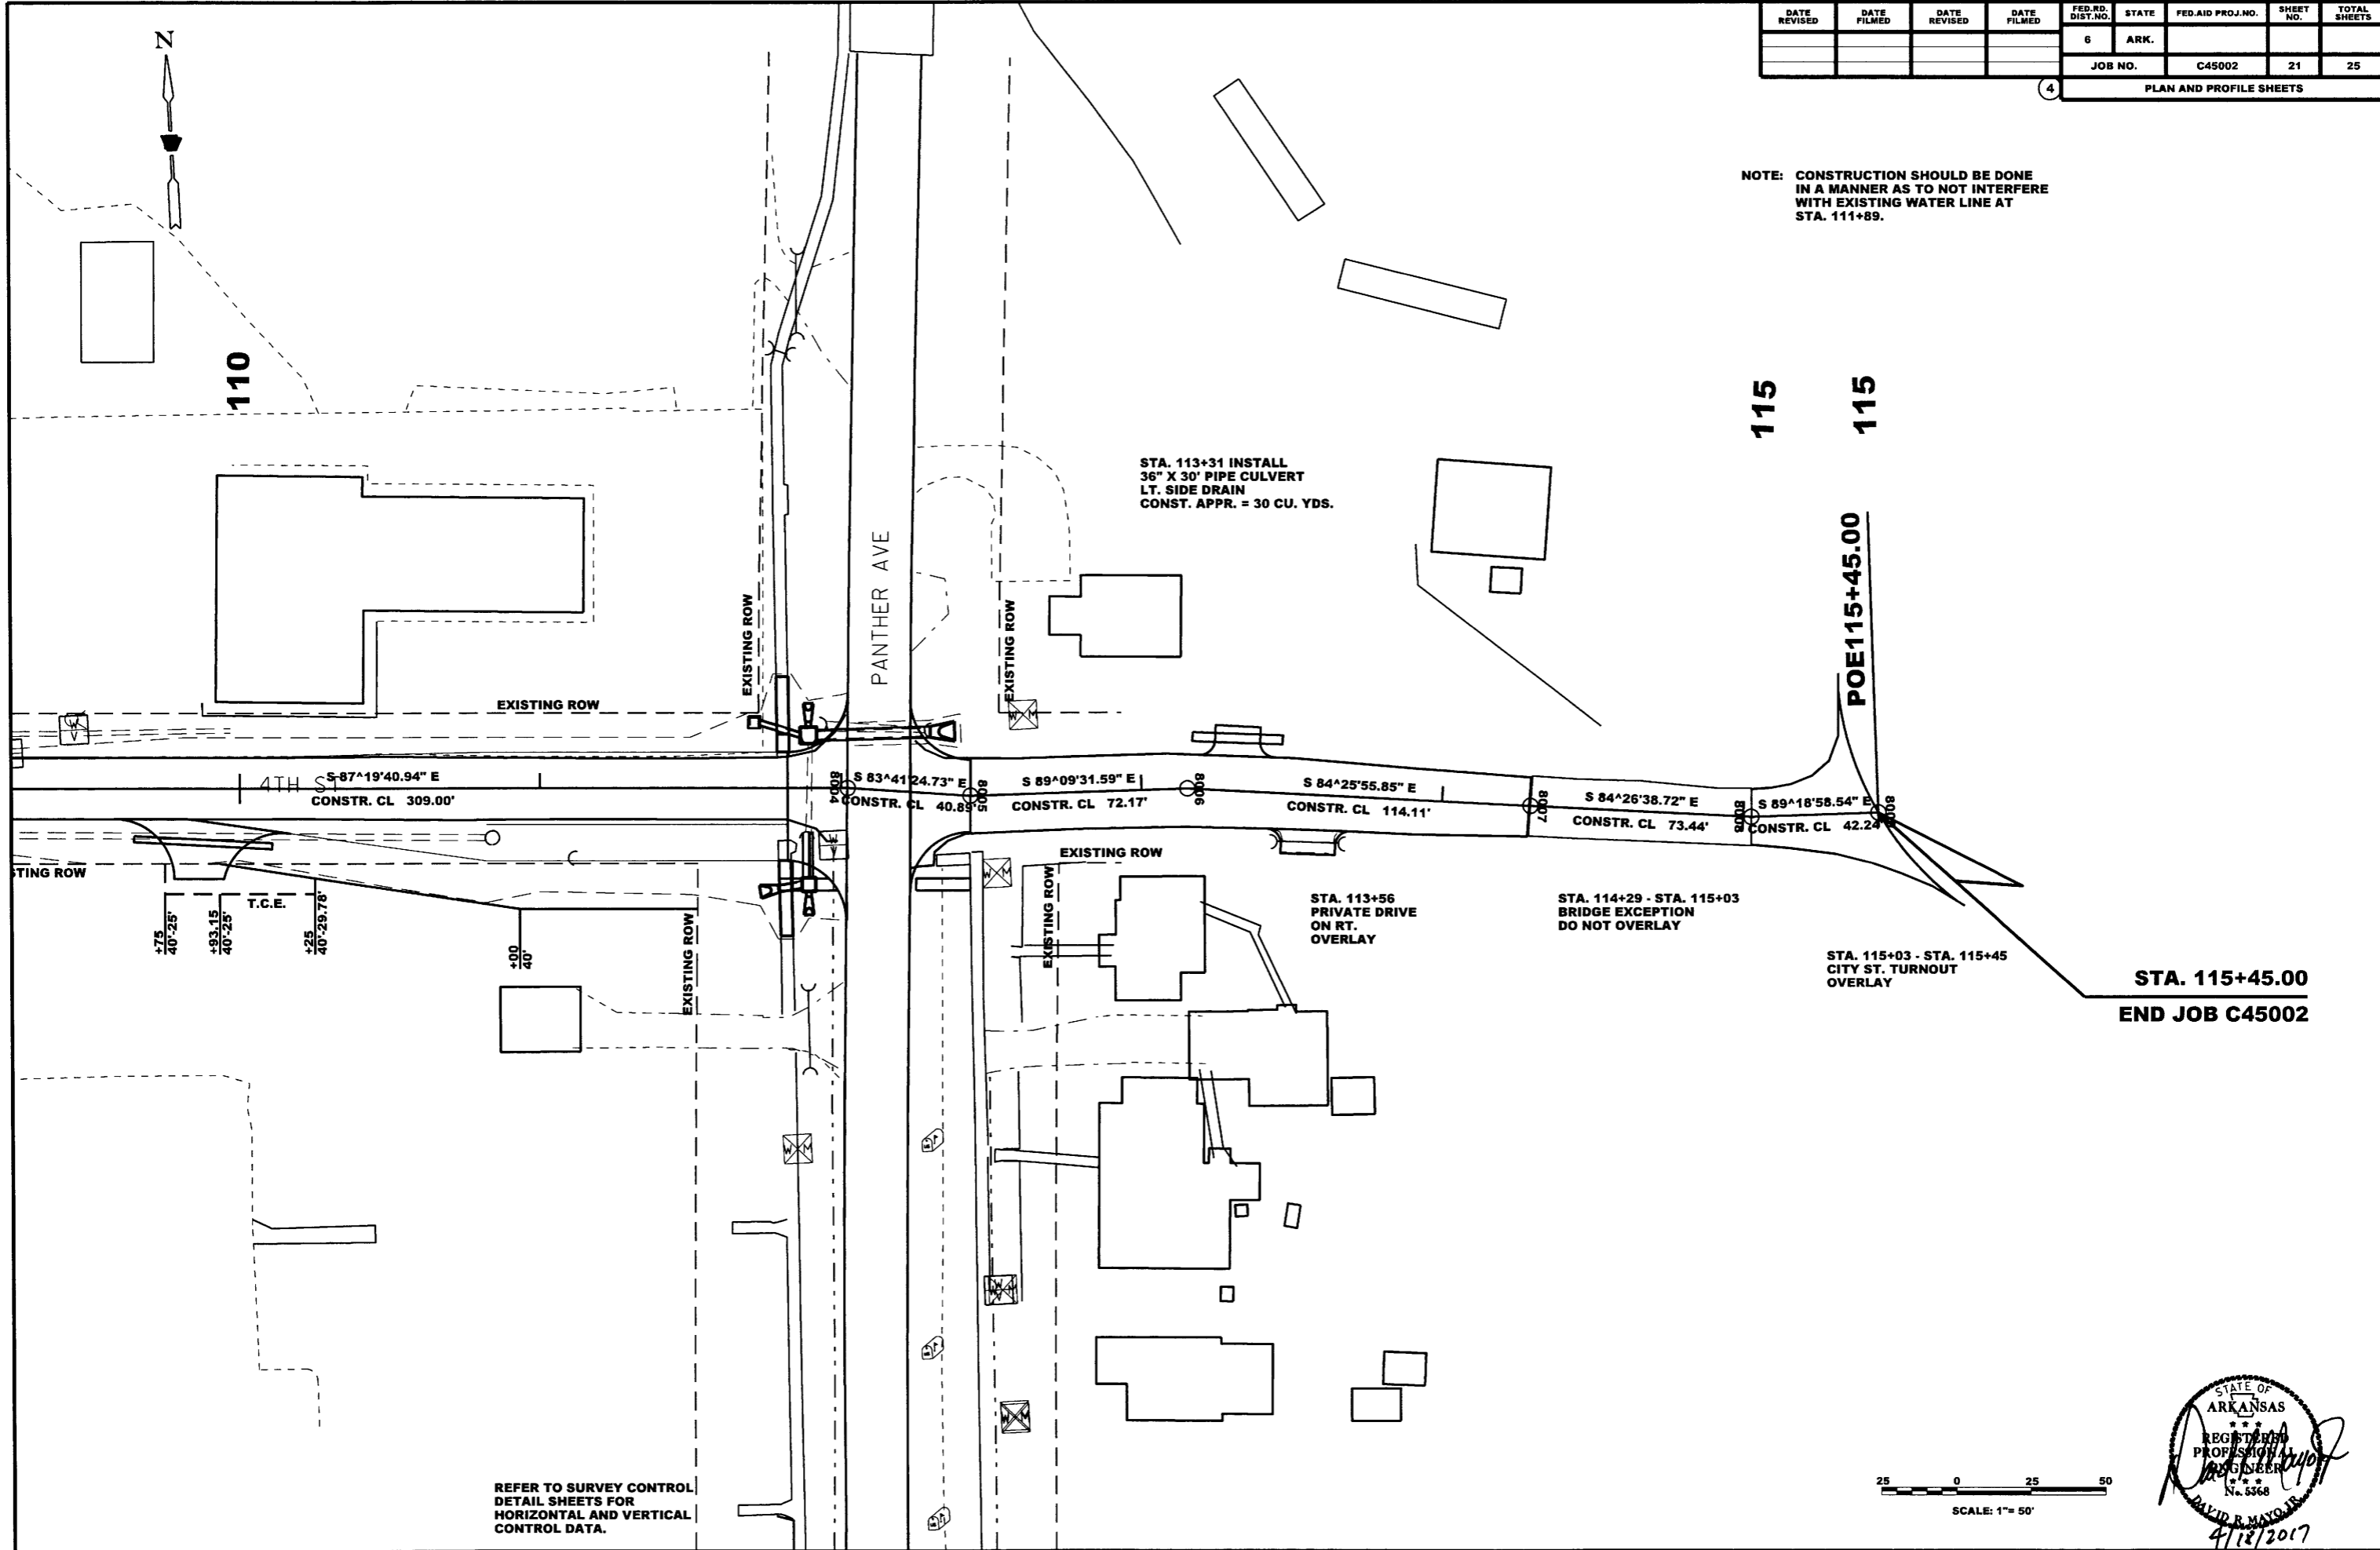 DATE REVISED
DATE FILMED
DATE REVISED
DATE FILMED
FED.RD. DIST.NO.
STATE
FED.AID PROJ.NO.
SHEET NO.
TOTAL SHEETS
6
ARK.
JOB NO.
C45002
21
25
4
PLAN AND PROFILE SHEETS
N
NOTE: CONSTRUCTION SHOULD BE DONE
IN A MANNER AS TO NOT INTERFERE
WITH EXISTING WATER LINE AT
STA. 111+89.
110
115
115
STA. 113+31 INSTALL
36" X 30' PIPE CULVERT
LT. SIDE DRAIN
CONST. APPR. = 30 CU. YDS.
PANTHER AVE
POE115+45.00
EXISTING ROW
EXISTING ROW
EXISTING ROW
W V
W M
4TH ST
S 87^19'40.94" E
CONSTR. CL 309.00'
8004
S 83^41'24.73" E
CONSTR. CL 40.89'
8005
S 89^09'31.59" E
CONSTR. CL 72.17'
8006
S 84^25'55.85" E
CONSTR. CL 114.11'
8007
S 84^26'38.72" E
CONSTR. CL 73.44'
8008
S 89^18'58.54" E
CONSTR. CL 42.24'
W V
STING ROW
EXISTING ROW
W M
T.C.E.
+75
40'-25'
+93.15
40'-25'
+25
40'-29.78'
+00
40'
EXISTING ROW
EXISTING ROW
STA. 113+56
PRIVATE DRIVE
ON RT.
OVERLAY
STA. 114+29 - STA. 115+03
BRIDGE EXCEPTION
DO NOT OVERLAY
STA. 115+03 - STA. 115+45
CITY ST. TURNOUT
OVERLAY
STA. 115+45.00
END JOB C45002
W M
W M
W M
REFER TO SURVEY CONTROL
DETAIL SHEETS FOR
HORIZONTAL AND VERTICAL
CONTROL DATA.
25 0 25 50
SCALE: 1"= 50'
STATE OF
ARKANSAS
REGISTERED
PROFESSIONAL
ENGINEER
No. 5368
DAVID R. MAYO, JR.
4/12/2017